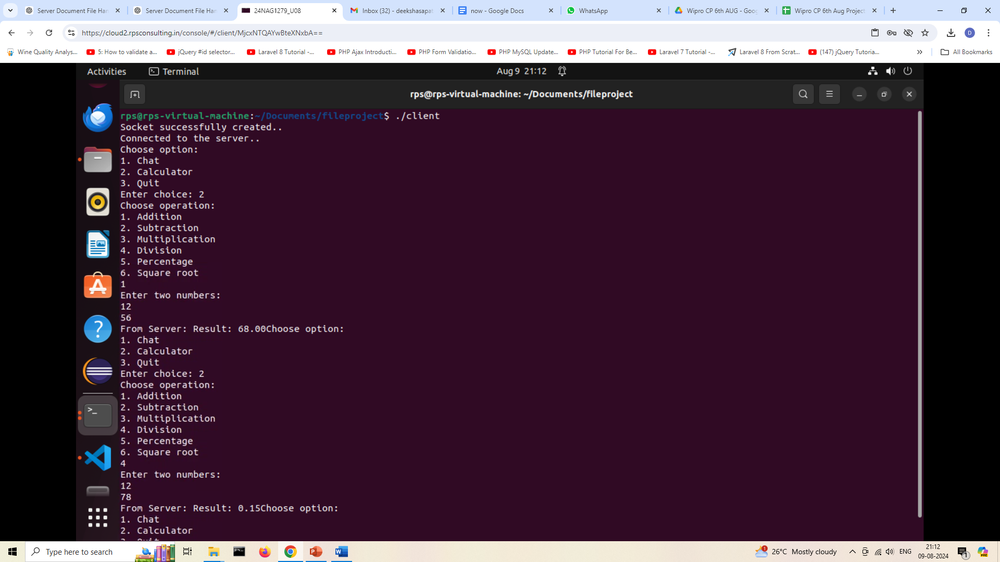 Server Document File Han
Server Document File Han
24NAG1279_U08
Inbox (32) - deekshasapat
now - Google Docs
WhatsApp
Wipro CP 6th AUG - Goog
Wipro CP 6th Aug Project
https://cloud2.rpsconsulting.in/console/#/client/MjcxNTQAYwBteXNxbA==
D
Wine Quality Analys...
5: How to validate a...
jQuery #id selector...
Laravel 8 Tutorial -...
PHP Ajax Introducti...
PHP Form Validatio...
PHP MySQL Update...
PHP Tutorial For Be...
Laravel 7 Tutorial -...
Laravel 8 From Scrat...
(147) jQuery Tutoria...
All Bookmarks
Activities
Terminal
Aug 9 21:12
rps@rps-virtual-machine: ~/Documents/fileproject
rps@rps-virtual-machine:~/Documents/fileproject$ ./client
Socket successfully created..
Connected to the server..
Choose option:
1. Chat
2. Calculator
3. Quit
Enter choice: 2
Choose operation:
1. Addition
2. Subtraction
3. Multiplication
4. Division
5. Percentage
6. Square root
1
Enter two numbers:
12
56
From Server: Result: 68.00Choose option:
1. Chat
2. Calculator
3. Quit
Enter choice: 2
Choose operation:
1. Addition
2. Subtraction
3. Multiplication
4. Division
5. Percentage
6. Square root
4
Enter two numbers:
12
78
From Server: Result: 0.15Choose option:
1. Chat
2. Calculator
Type here to search
1
26°C Mostly cloudy
ENG
21:12
09-08-2024
1
PRE